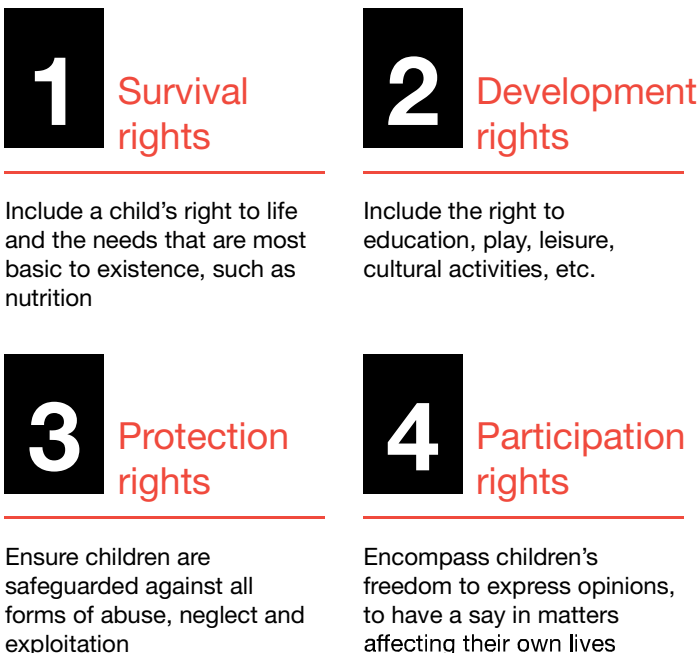 1
Survival
rights
Include a child’s right to life
and the needs that are most
basic to existence, such as
nutrition
2
Development
rights
Include the right to
education, play, leisure,
cultural activities, etc.
3
Protection
rights
Ensure children are
safeguarded against all
forms of abuse, neglect and
exploitation
4
Participation
rights
Encompass children’s
freedom to express opinions,
to have a say in matters
affecting their own lives